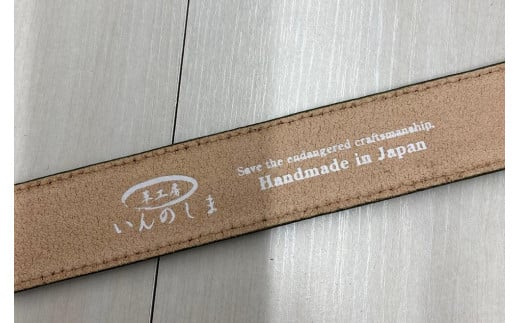 革工房
いんのしま
Save the endangered craftsmanship.
Handmade in Japan